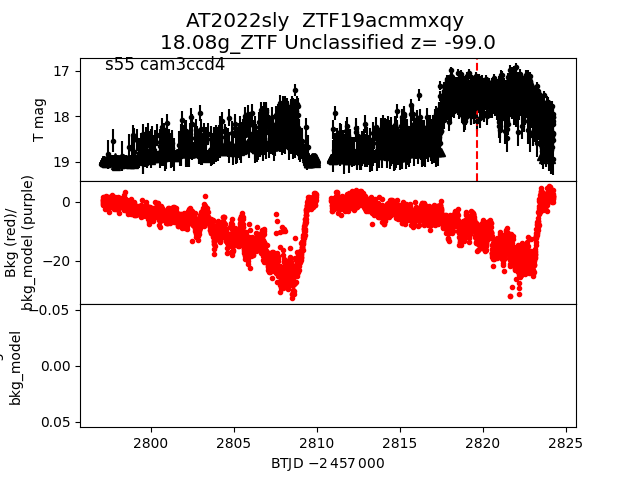 AT2022sly ZTF19acmmxqy
18.08g_ZTF Unclassified z= -99.0
s55 cam3ccd4
T mag
17
18
19
Bkg (red)/
bkg_model (purple)
0
−20
bkg_model
−0.05
0.00
0.05
2800
2805
2810
2815
2820
2825
BTJD −2 457 000